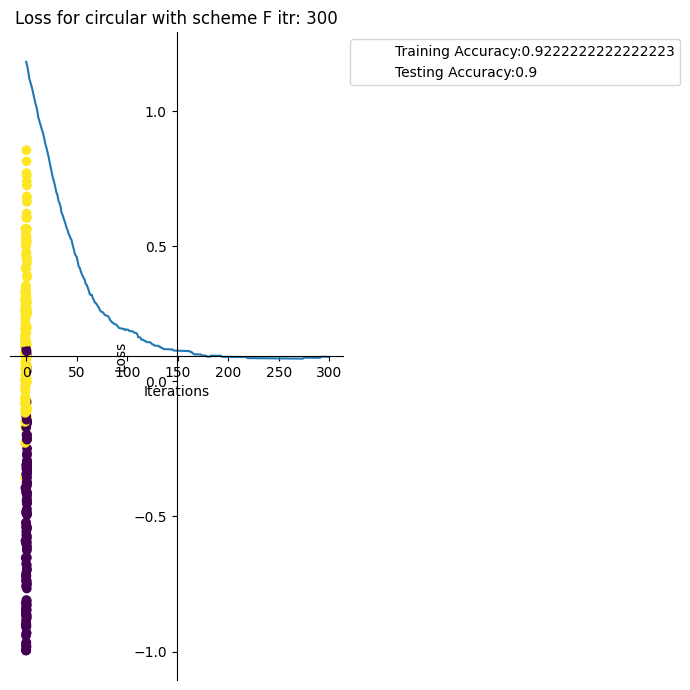 Loss for circular with scheme F itr: 300
Training Accuracy:0.9222222222222223
Testing Accuracy:0.9
1.0
0.5
0.0
−0.5
−1.0
loss
0 50 100 150 200 250 300
Iterations